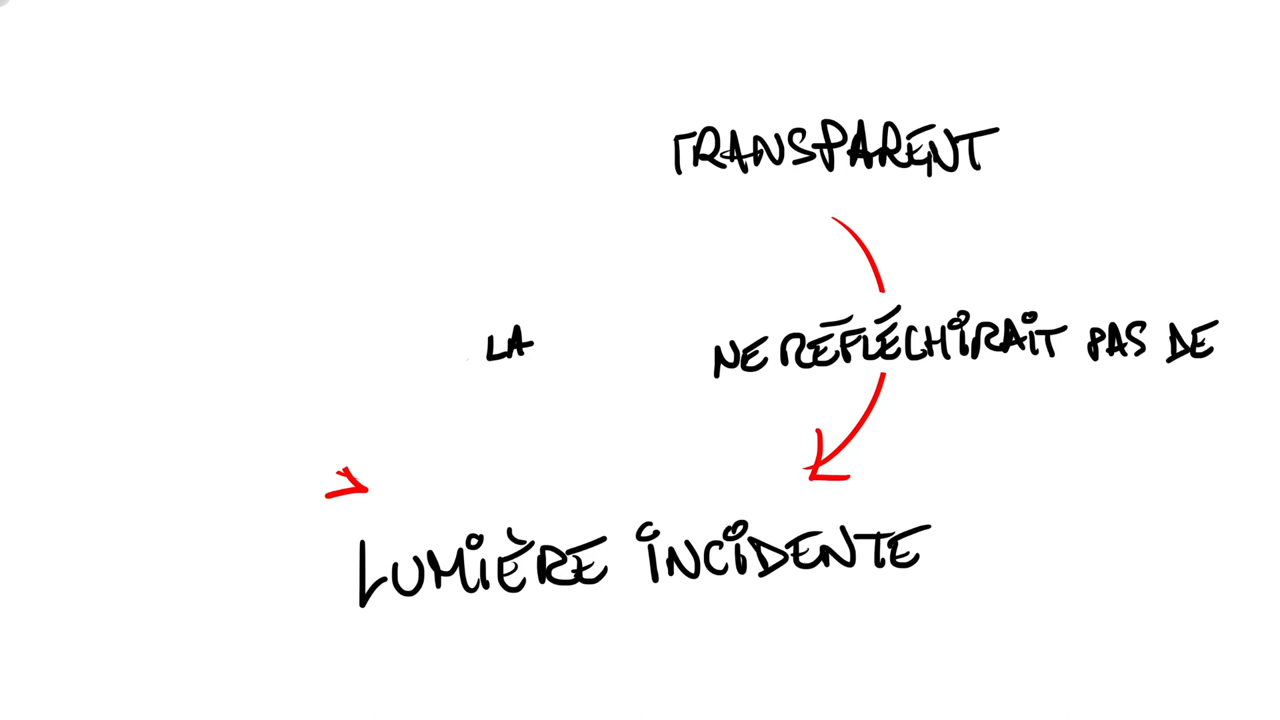 TRANSPARENT
LA
NE RÉFLÉCHIRAIT PAS DE
LUMIÈRE INCIDENTE